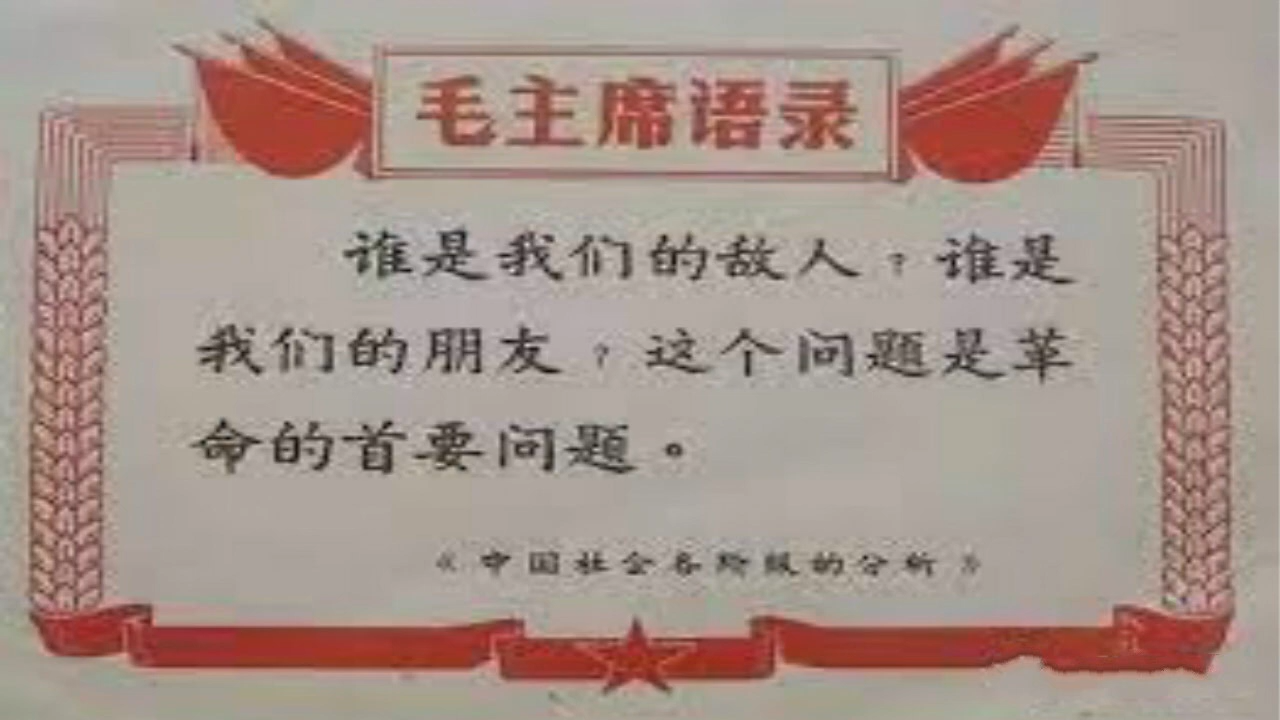 毛主席语录
谁是我们的敌人？谁是
我们的朋友？这个问题是革
命的首要问题。
《中国社会各阶级的分析》